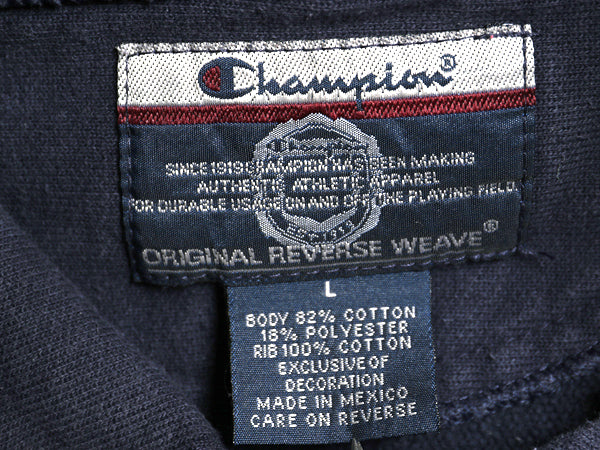 Champion®
SINCE 1919 CHAMPION HAS BEEN MAKING
AUTHENTIC ATHLETIC APPAREL
FOR DURABLE USAGE ON AND OFF THE PLAYING FIELD.
EST. 1919
ORIGINAL REVERSE WEAVE®
L
BODY 82% COTTON
18% POLYESTER
RIB 100% COTTON
EXCLUSIVE OF
DECORATION
MADE IN MEXICO
CARE ON REVERSE